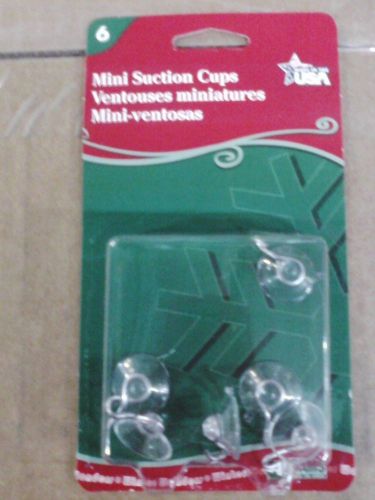 6
USA
Mini Suction Cups
Ventouses miniatures
Mini-ventosas